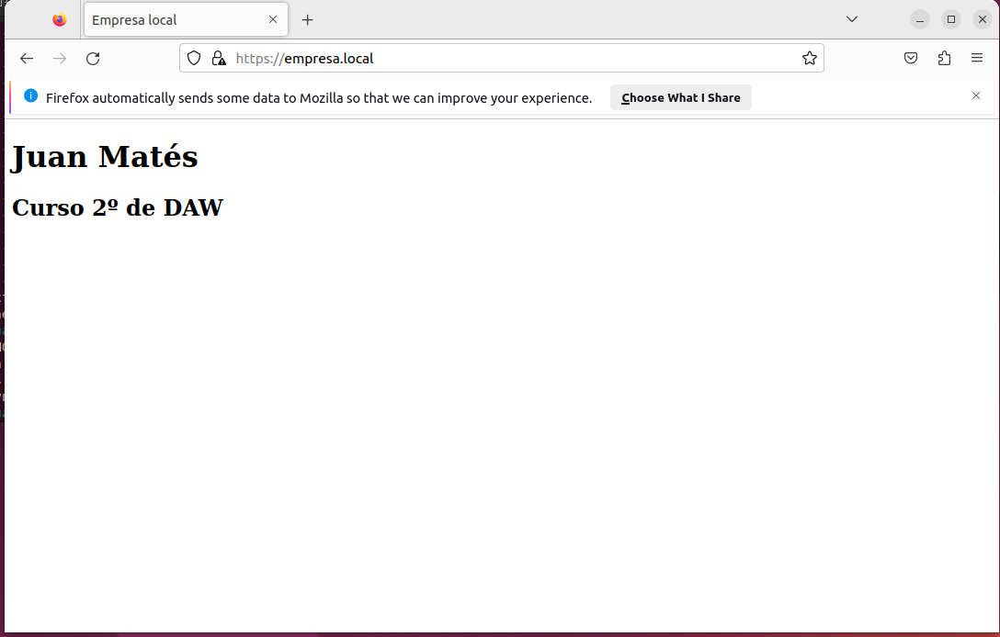 Empresa local
https://empresa.local
Firefox automatically sends some data to Mozilla so that we can improve your experience. Choose What I Share
Juan Matés
Curso 2º de DAW